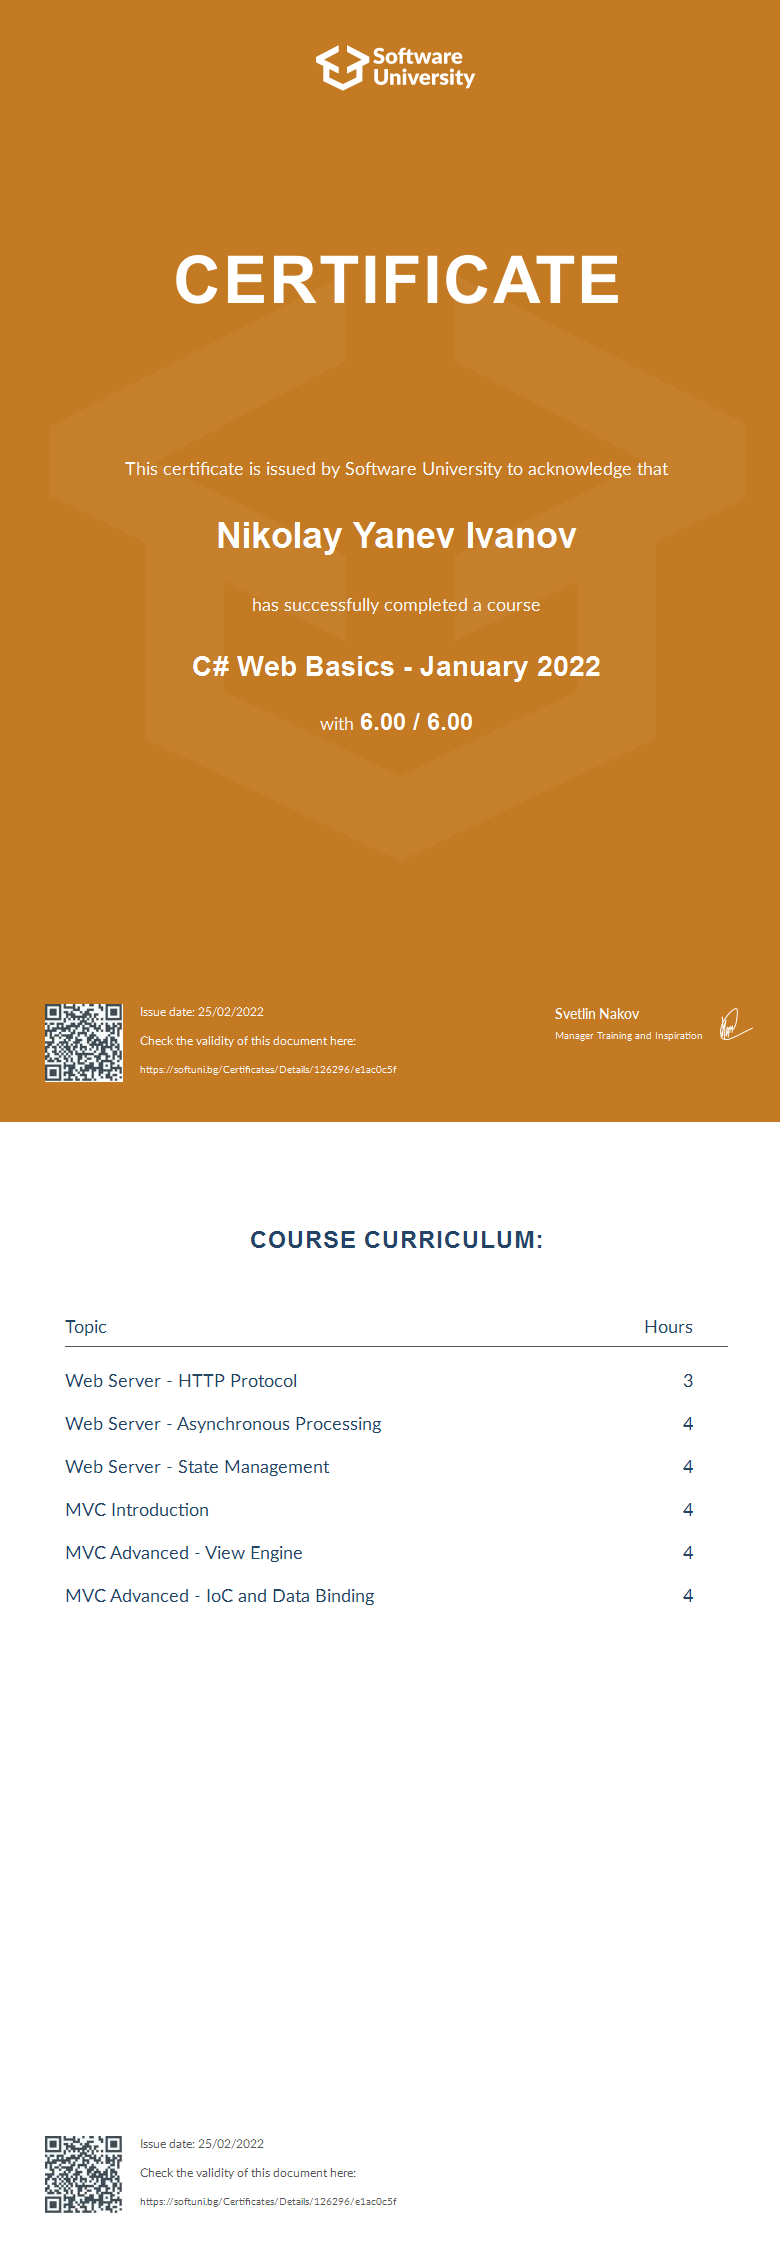 Software
University
CERTIFICATE
This certificate is issued by Software University to acknowledge that
Nikolay Yanev Ivanov
has successfully completed a course
C# Web Basics - January 2022
with 6.00 / 6.00
Issue date: 25/02/2022
Check the validity of this document here:
https://softuni.bg/Certificates/Details/126296/e1ac0c5f
Svetlin Nakov
Manager Training and Inspiration
COURSE CURRICULUM:
Topic Hours
Web Server - HTTP Protocol 3
Web Server - Asynchronous Processing 4
Web Server - State Management 4
MVC Introduction 4
MVC Advanced - View Engine 4
MVC Advanced - IoC and Data Binding 4
Issue date: 25/02/2022
Check the validity of this document here:
https://softuni.bg/Certificates/Details/126296/e1ac0c5f